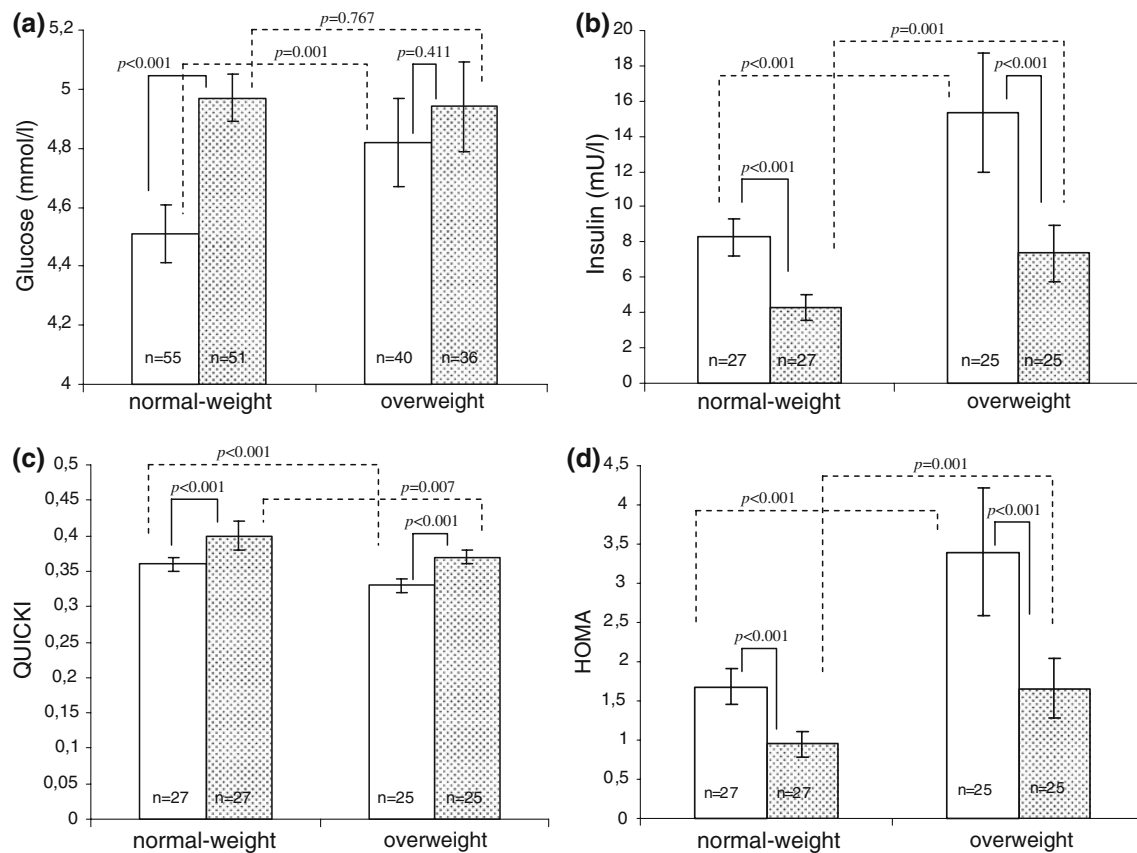 (a)
5,2
5
4,8
4,6
4,4
4,2
4
Glucose (mmol/l)
p=0.767
p=0.001
p=0.411
p<0.001
n=55
n=51
n=40
n=36
normal-weight
overweight
(b)
20
18
16
14
12
10
8
6
4
2
0
Insulin (mU/l)
p=0.001
p<0.001
p<0.001
p<0.001
n=27
n=27
n=25
n=25
normal-weight
overweight
(c)
0,5
0,45
0,4
0,35
0,3
0,25
0,2
0,15
0,1
0,05
0
QUICKI
p<0.001
p<0.001
p=0.007
p<0.001
n=27
n=27
n=25
n=25
normal-weight
overweight
(d)
4,5
4
3,5
3
2,5
2
1,5
1
0,5
0
HOMA
p=0.001
p<0.001
p<0.001
p<0.001
n=27
n=27
n=25
n=25
normal-weight
overweight